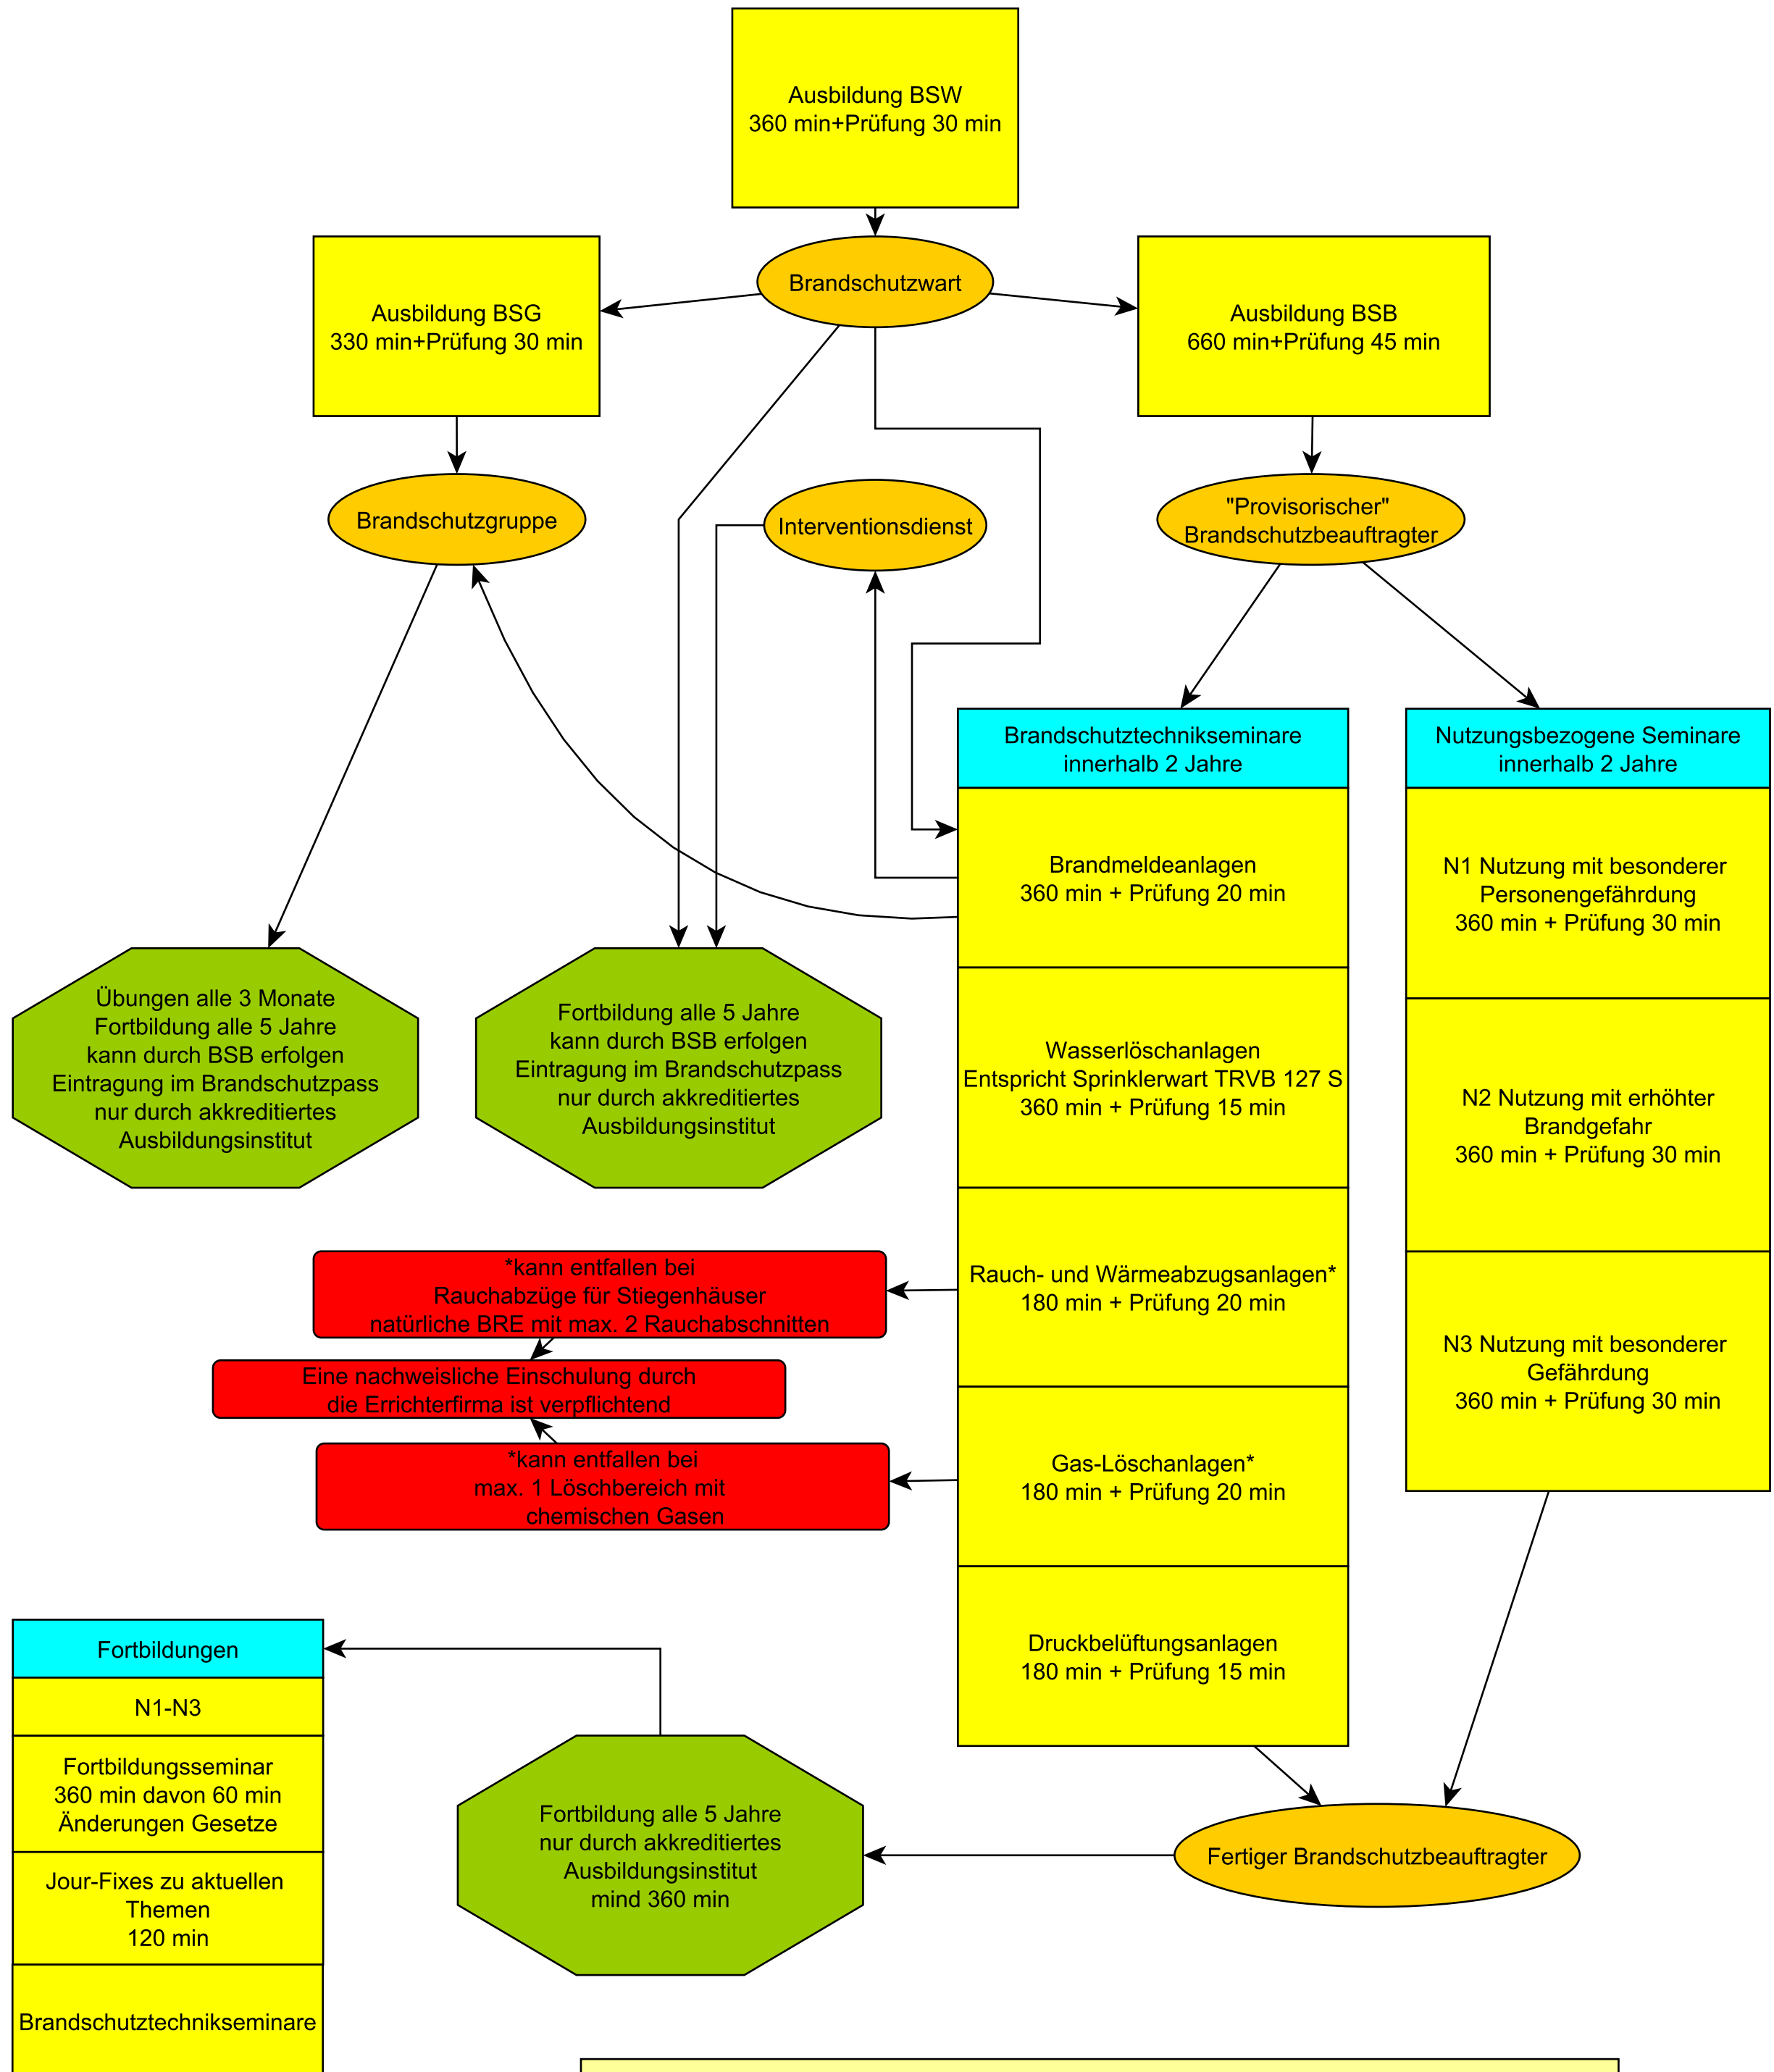 Ausbildung BSW
360 min+Prüfung 30 min
Brandschutzwart
Ausbildung BSG
330 min+Prüfung 30 min
Ausbildung BSB
660 min+Prüfung 45 min
Brandschutzgruppe
Interventionsdienst
"Provisorischer"
Brandschutzbeauftragter
Brandschutztechnikseminare
innerhalb 2 Jahre
Brandmeldeanlagen
360 min + Prüfung 20 min
Wasserlöschanlagen
Entspricht Sprinklerwart TRVB 127 S
360 min + Prüfung 15 min
Rauch- und Wärmeabzugsanlagen*
180 min + Prüfung 20 min
Gas-Löschanlagen*
180 min + Prüfung 20 min
Druckbelüftungsanlagen
180 min + Prüfung 15 min
Nutzungsbezogene Seminare
innerhalb 2 Jahre
N1 Nutzung mit besonderer
Personengefährdung
360 min + Prüfung 30 min
N2 Nutzung mit erhöhter
Brandgefahr
360 min + Prüfung 30 min
N3 Nutzung mit besonderer
Gefährdung
360 min + Prüfung 30 min
Übungen alle 3 Monate
Fortbildung alle 5 Jahre
kann durch BSB erfolgen
Eintragung im Brandschutzpass
nur durch akkreditiertes
Ausbildungsinstitut
Fortbildung alle 5 Jahre
kann durch BSB erfolgen
Eintragung im Brandschutzpass
nur durch akkreditiertes
Ausbildungsinstitut
*kann entfallen bei
Rauchabzüge für Stiegenhäuser
natürliche BRE mit max. 2 Rauchabschnitten
Eine nachweisliche Einschulung durch
die Errichterfirma ist verpflichtend
*kann entfallen bei
max. 1 Löschbereich mit
chemischen Gasen
Fortbildungen
N1-N3
Fortbildungsseminar
360 min davon 60 min
Änderungen Gesetze
Jour-Fixes zu aktuellen
Themen
120 min
Brandschutztechnikseminare
Fortbildung alle 5 Jahre
nur durch akkreditiertes
Ausbildungsinstitut
mind 360 min
Fertiger Brandschutzbeauftragter